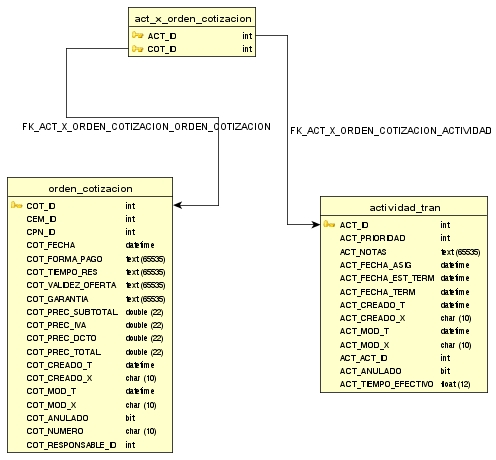 act_x_orden_cotizacion
ACT_ID int
COT_ID int
FK_ACT_X_ORDEN_COTIZACION_ORDEN_COTIZACION
FK_ACT_X_ORDEN_COTIZACION_ACTIVIDAD
orden_cotizacion
COT_ID int
CEM_ID int
CPN_ID int
COT_FECHA datetime
COT_FORMA_PAGO text (65535)
COT_TIEMPO_RES text (65535)
COT_VALIDEZ_OFERTA text (65535)
COT_GARANTIA text (65535)
COT_PREC_SUBTOTAL double (22)
COT_PREC_IVA double (22)
COT_PREC_DCTO double (22)
COT_PREC_TOTAL double (22)
COT_CREADO_T datetime
COT_CREADO_X char (10)
COT_MOD_T datetime
COT_MOD_X char (10)
COT_ANULADO bit
COT_NUMERO char (10)
COT_RESPONSABLE_ID int
actividad_tran
ACT_ID int
ACT_PRIORIDAD int
ACT_NOTAS text (65535)
ACT_FECHA_ASIG datetime
ACT_FECHA_EST_TERM datetime
ACT_FECHA_TERM datetime
ACT_CREADO_T datetime
ACT_CREADO_X char (10)
ACT_MOD_T datetime
ACT_MOD_X char (10)
ACT_ACT_ID int
ACT_ANULADO bit
ACT_TIEMPO_EFECTIVO float (12)